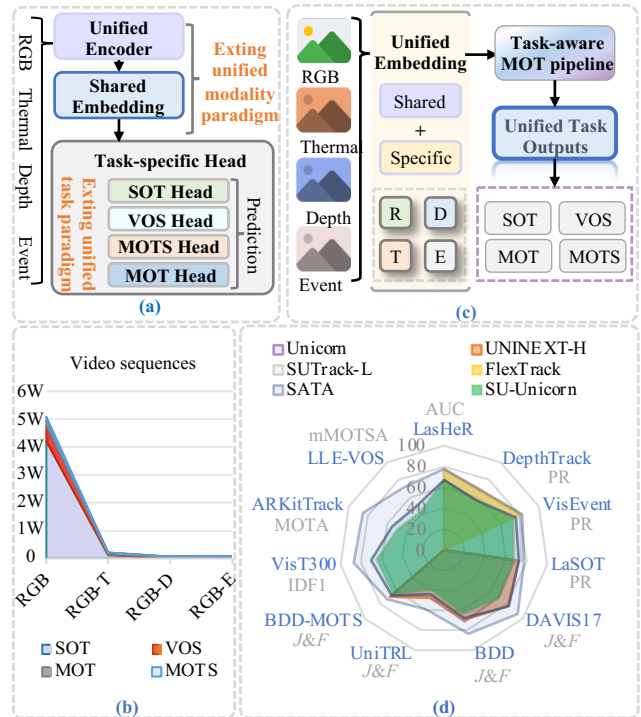 RGB
Thermal
Depth
Event
Unified
Encoder
Shared
Embedding
Exting
unified
modality
paradigm
Task-specific Head
Exting unified
task paradigm
SOT Head
VOS Head
MOTS Head
MOT Head
Prediction
(a)
RGB
Thermal
Depth
Event
Unified
Embedding
Shared
+
Specific
R
D
T
E
Task-aware
MOT pipeline
Unified Task
Outputs
SOT
VOS
MOT
MOTS
(c)
Video sequences
6W
5W
4W
3W
2W
1W
0
RGB
RGB-T
RGB-D
RGB-E
SOT
VOS
MOT
MOTS
(b)
Unicorn
UNINEXT-H
SUTrack-L
FlexTrack
SATA
SU-Unicorn
AUC
LasHeR
mMOTSA
LLE-VOS
100
80
60
40
20
0
DepthTrack
PR
VisEvent
PR
LaSOT
PR
DAVIS17
J&F
BDD
J&F
UniTRL
J&F
BDD-MOTS
J&F
VisT300
IDF1
ARKitTrack
MOTA
(d)